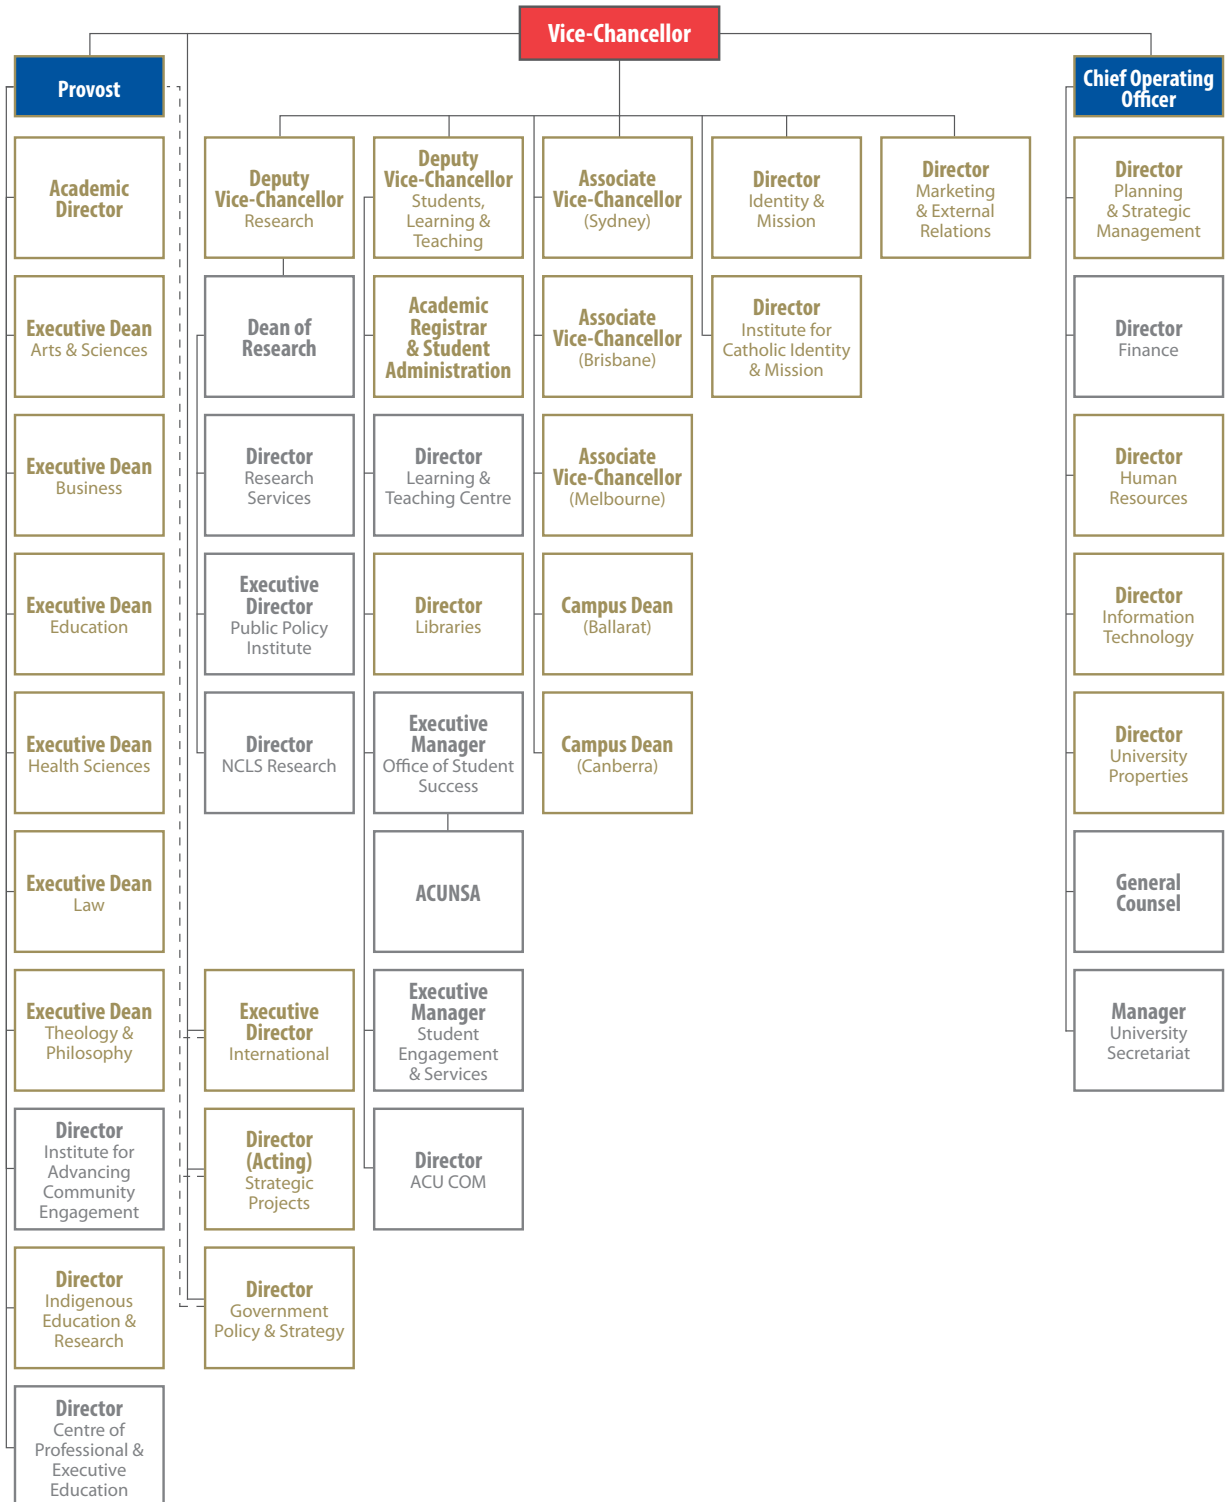 Vice-Chancellor
Provost
Chief Operating
Officer
Academic
Director
Deputy
Vice-Chancellor
Research
Deputy
Vice-Chancellor
Students,
Learning &
Teaching
Associate
Vice-Chancellor
(Sydney)
Director
Identity &
Mission
Director
Marketing
& External
Relations
Director
Planning
& Strategic
Management
Executive Dean
Arts & Sciences
Dean of
Research
Academic
Registrar
& Student
Administration
Associate
Vice-Chancellor
(Brisbane)
Director
Institute for
Catholic Identity
& Mission
Director
Finance
Executive Dean
Business
Director
Research
Services
Director
Learning &
Teaching Centre
Associate
Vice-Chancellor
(Melbourne)
Director
Human
Resources
Executive Dean
Education
Executive
Director
Public Policy
Institute
Director
Libraries
Campus Dean
(Ballarat)
Director
Information
Technology
Executive Dean
Health Sciences
Director
NCLS Research
Executive
Manager
Office of Student
Success
Campus Dean
(Canberra)
Director
University
Properties
Executive Dean
Law
ACUNSA
General
Counsel
Executive Dean
Theology &
Philosophy
Executive
Director
International
Executive
Manager
Student
Engagement
& Services
Manager
University
Secretariat
Director
Institute for
Advancing
Community
Engagement
Director
(Acting)
Strategic
Projects
Director
ACU COM
Director
Indigenous
Education &
Research
Director
Government
Policy & Strategy
Director
Centre of
Professional &
Executive
Education